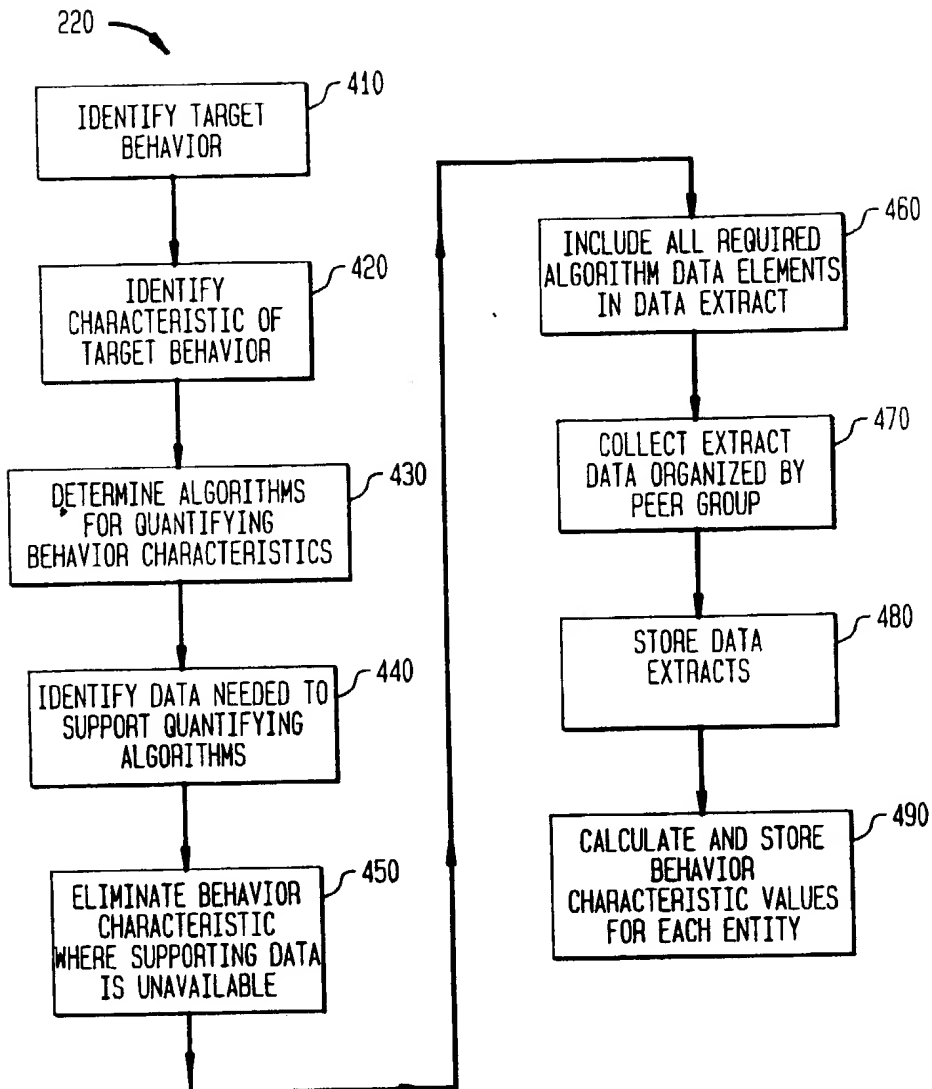 220
410
IDENTIFY TARGET
BEHAVIOR
420
IDENTIFY
CHARACTERISTIC OF
TARGET BEHAVIOR
430
DETERMINE ALGORITHMS
FOR QUANTIFYING
BEHAVIOR CHARACTERISTICS
440
IDENTIFY DATA NEEDED TO
SUPPORT QUANTIFYING
ALGORITHMS
450
ELIMINATE BEHAVIOR
CHARACTERISTIC
WHERE SUPPORTING DATA
IS UNAVAILABLE
460
INCLUDE ALL REQUIRED
ALGORITHM DATA ELEMENTS
IN DATA EXTRACT
470
COLLECT EXTRACT
DATA ORGANIZED BY
PEER GROUP
480
STORE DATA
EXTRACTS
490
CALCULATE AND STORE
BEHAVIOR
CHARACTERISTIC VALUES
FOR EACH ENTITY